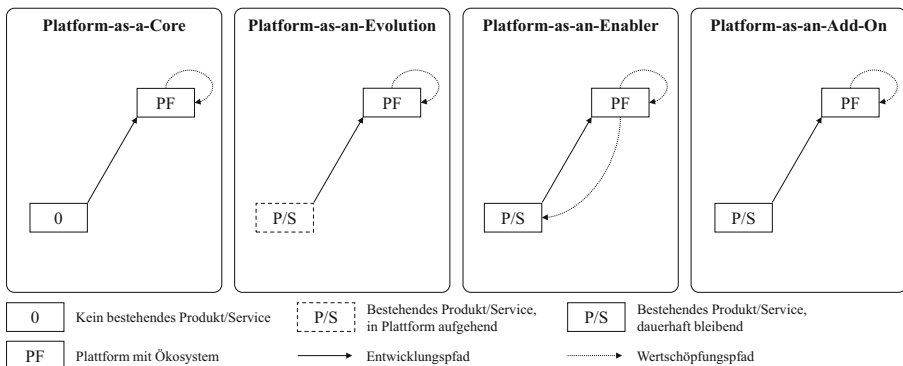 Platform-as-a-Core
PF
0
Platform-as-an-Evolution
PF
P/S
Platform-as-an-Enabler
PF
P/S
Platform-as-an-Add-On
PF
P/S
0 Kein bestehendes Produkt/Service
P/S Bestehendes Produkt/Service,
in Plattform aufgehend
P/S Bestehendes Produkt/Service,
dauerhaft bleibend
PF Plattform mit Ökosystem
Entwicklungspfad
Wertschöpfungspfad